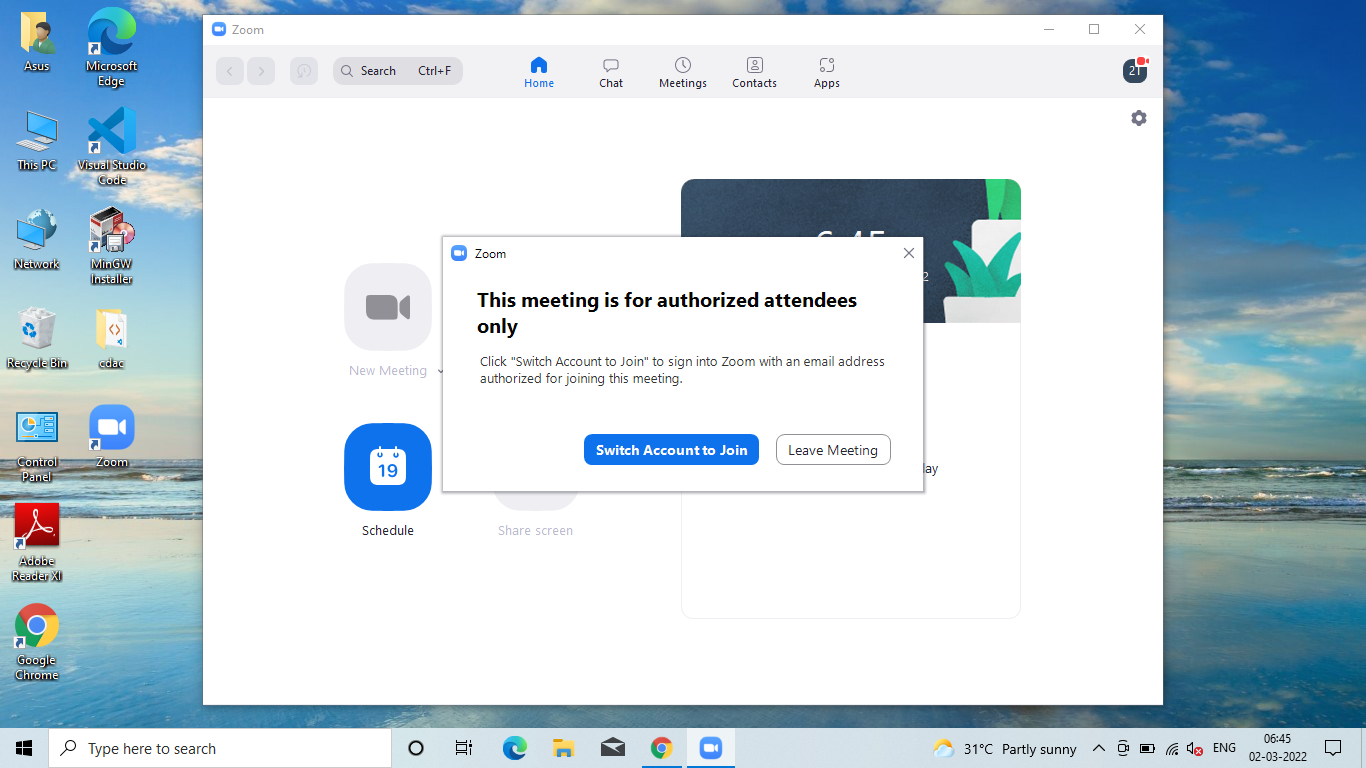 Asus
Microsoft
Edge
This PC
Visual Studio
Code
Network
MinGW
Installer
Recycle Bin
cdac
Control
Panel
Zoom
Adobe
Reader XI
Google
Chrome
Zoom
Search Ctrl+F
Home
Chat
Meetings
Contacts
Apps
21
New Meeting
19
Schedule
Share screen
Zoom
This meeting is for authorized attendees
only
Click "Switch Account to Join" to sign into Zoom with an email address
authorized for joining this meeting.
Switch Account to Join
Leave Meeting
Type here to search
31°C Partly sunny
ENG
06:45
02-03-2022